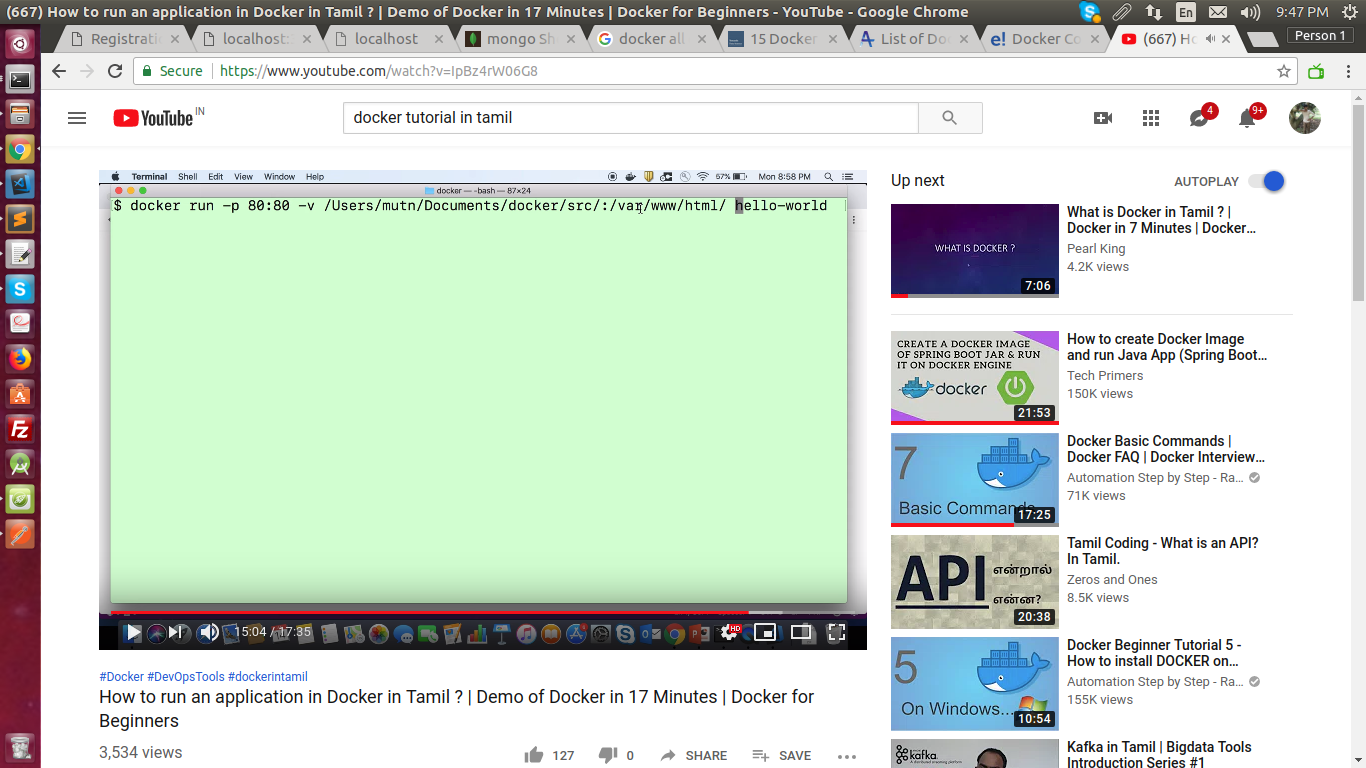 (667) How to run an application in Docker in Tamil ? | Demo of Docker in 17 Minutes | Docker for Beginners - YouTube - Google Chrome
En
9:47 PM
Registrati
localhost:
localhost
mongo Sh
docker all
15 Docker
List of Do
Docker Co
(667) Ho
Person 1
Secure
https://www.youtube.com/watch?v=IpBz4rW06G8
YouTube IN
docker tutorial in tamil
4
9+
Terminal Shell Edit View Window Help
57%
Mon 8:58 PM
docker — -bash — 87×24
$ docker run -p 80:80 -v /Users/mutn/Documents/docker/src/:/var/www/html/ hello-world
15:04 / 17:35
HD
#Docker #DevOpsTools #dockerintamil
How to run an application in Docker in Tamil ? | Demo of Docker in 17 Minutes | Docker for
Beginners
3,534 views
127
0
SHARE
SAVE
Up next
AUTOPLAY
WHAT IS DOCKER ?
7:06
What is Docker in Tamil ? |
Docker in 7 Minutes | Docker...
Pearl King
4.2K views
CREATE A DOCKER IMAGE
OF SPRING BOOT JAR & RUN
IT ON DOCKER ENGINE
docker
21:53
How to create Docker Image
and run Java App (Spring Boot...
Tech Primers
150K views
7
Basic Commands
17:25
Docker Basic Commands |
Docker FAQ | Docker Interview...
Automation Step by Step - Ra...
71K views
API
என்றால்
என்ன?
20:38
Tamil Coding - What is an API?
In Tamil.
Zeros and Ones
8.5K views
5
On Windows...
10:54
Docker Beginner Tutorial 5 -
How to install DOCKER on...
Automation Step by Step - Ra...
155K views
kafka
Kafka in Tamil | Bigdata Tools
Introduction Series #1